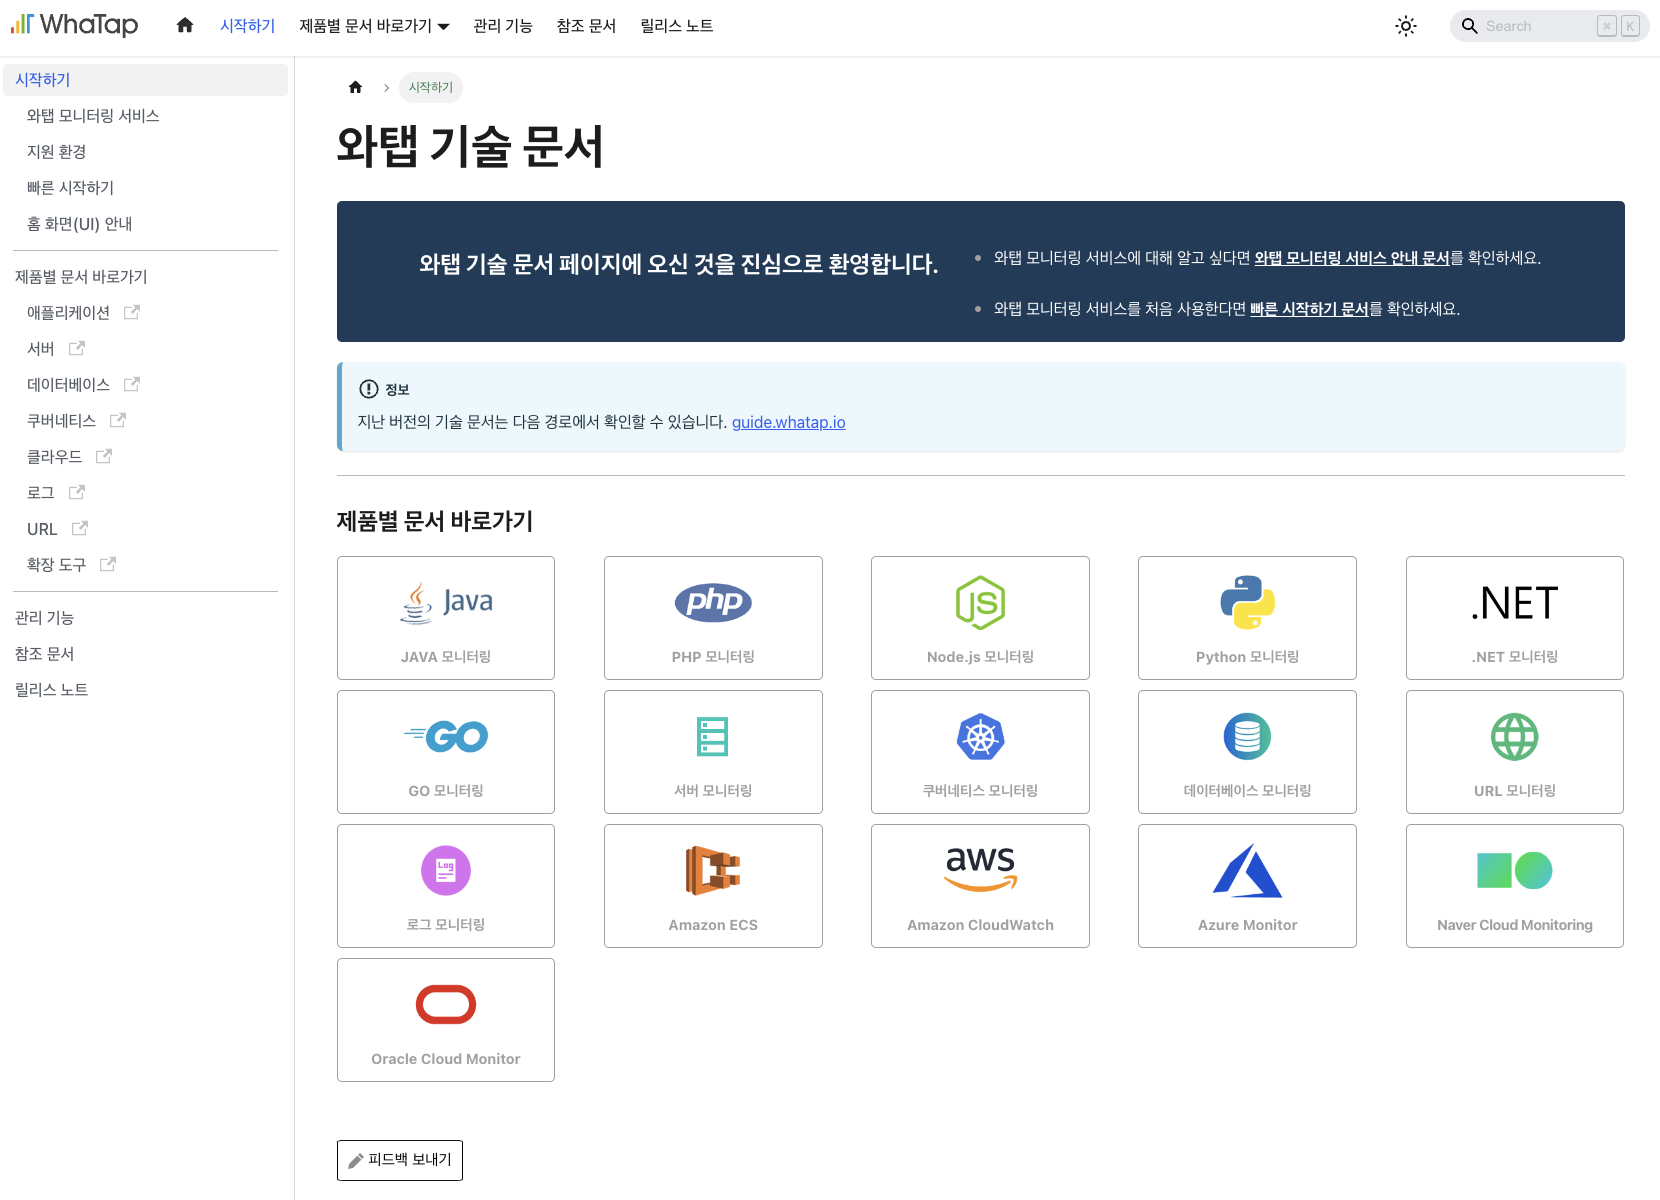 WhaTap
시작하기
제품별 문서 바로가기
관리 기능
참조 문서
릴리스 노트
Search
⌘ K
시작하기
와탭 모니터링 서비스
지원 환경
빠른 시작하기
홈 화면(UI) 안내
제품별 문서 바로가기
애플리케이션
서버
데이터베이스
쿠버네티스
클라우드
로그
URL
확장 도구
관리 기능
참조 문서
릴리스 노트
시작하기
와탭 기술 문서
와탭 기술 문서 페이지에 오신 것을 진심으로 환영합니다.
와탭 모니터링 서비스에 대해 알고 싶다면 와탭 모니터링 서비스 안내 문서를 확인하세요.
와탭 모니터링 서비스를 처음 사용한다면 빠른 시작하기 문서를 확인하세요.
정보
지난 버전의 기술 문서는 다음 경로에서 확인할 수 있습니다. guide.whatap.io
제품별 문서 바로가기
Java
JAVA 모니터링
php
PHP 모니터링
JS
Node.js 모니터링
Python 모니터링
.NET
.NET 모니터링
GO
GO 모니터링
서버 모니터링
쿠버네티스 모니터링
데이터베이스 모니터링
URL 모니터링
Log
로그 모니터링
Amazon ECS
aws
Amazon CloudWatch
Azure Monitor
Naver Cloud Monitoring
Oracle Cloud Monitor
피드백 보내기